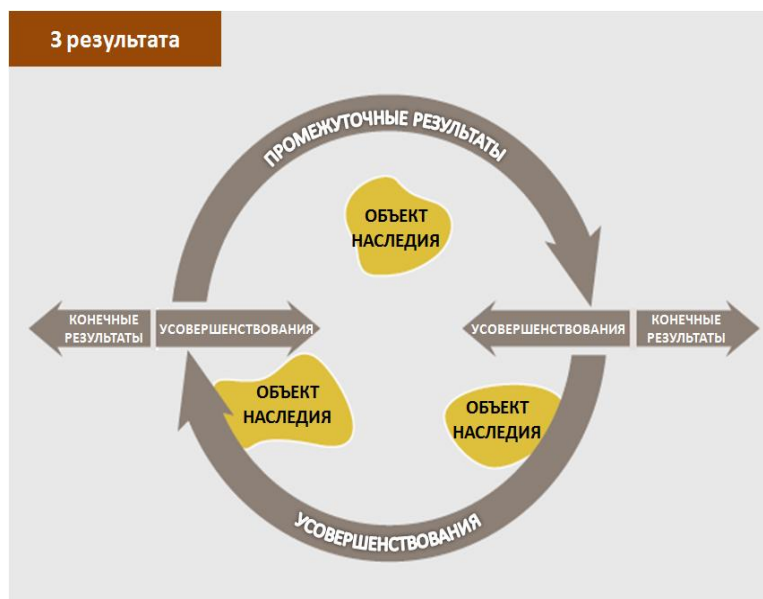 3 результата
ПРОМЕЖУТОЧНЫЕ РЕЗУЛЬТАТЫ
ОБЪЕКТ
НАСЛЕДИЯ
КОНЕЧНЫЕ
РЕЗУЛЬТАТЫ
УСОВЕРШЕНСТВОВАНИЯ
УСОВЕРШЕНСТВОВАНИЯ
КОНЕЧНЫЕ
РЕЗУЛЬТАТЫ
ОБЪЕКТ
НАСЛЕДИЯ
ОБЪЕКТ
НАСЛЕДИЯ
УСОВЕРШЕНСТВОВАНИЯ